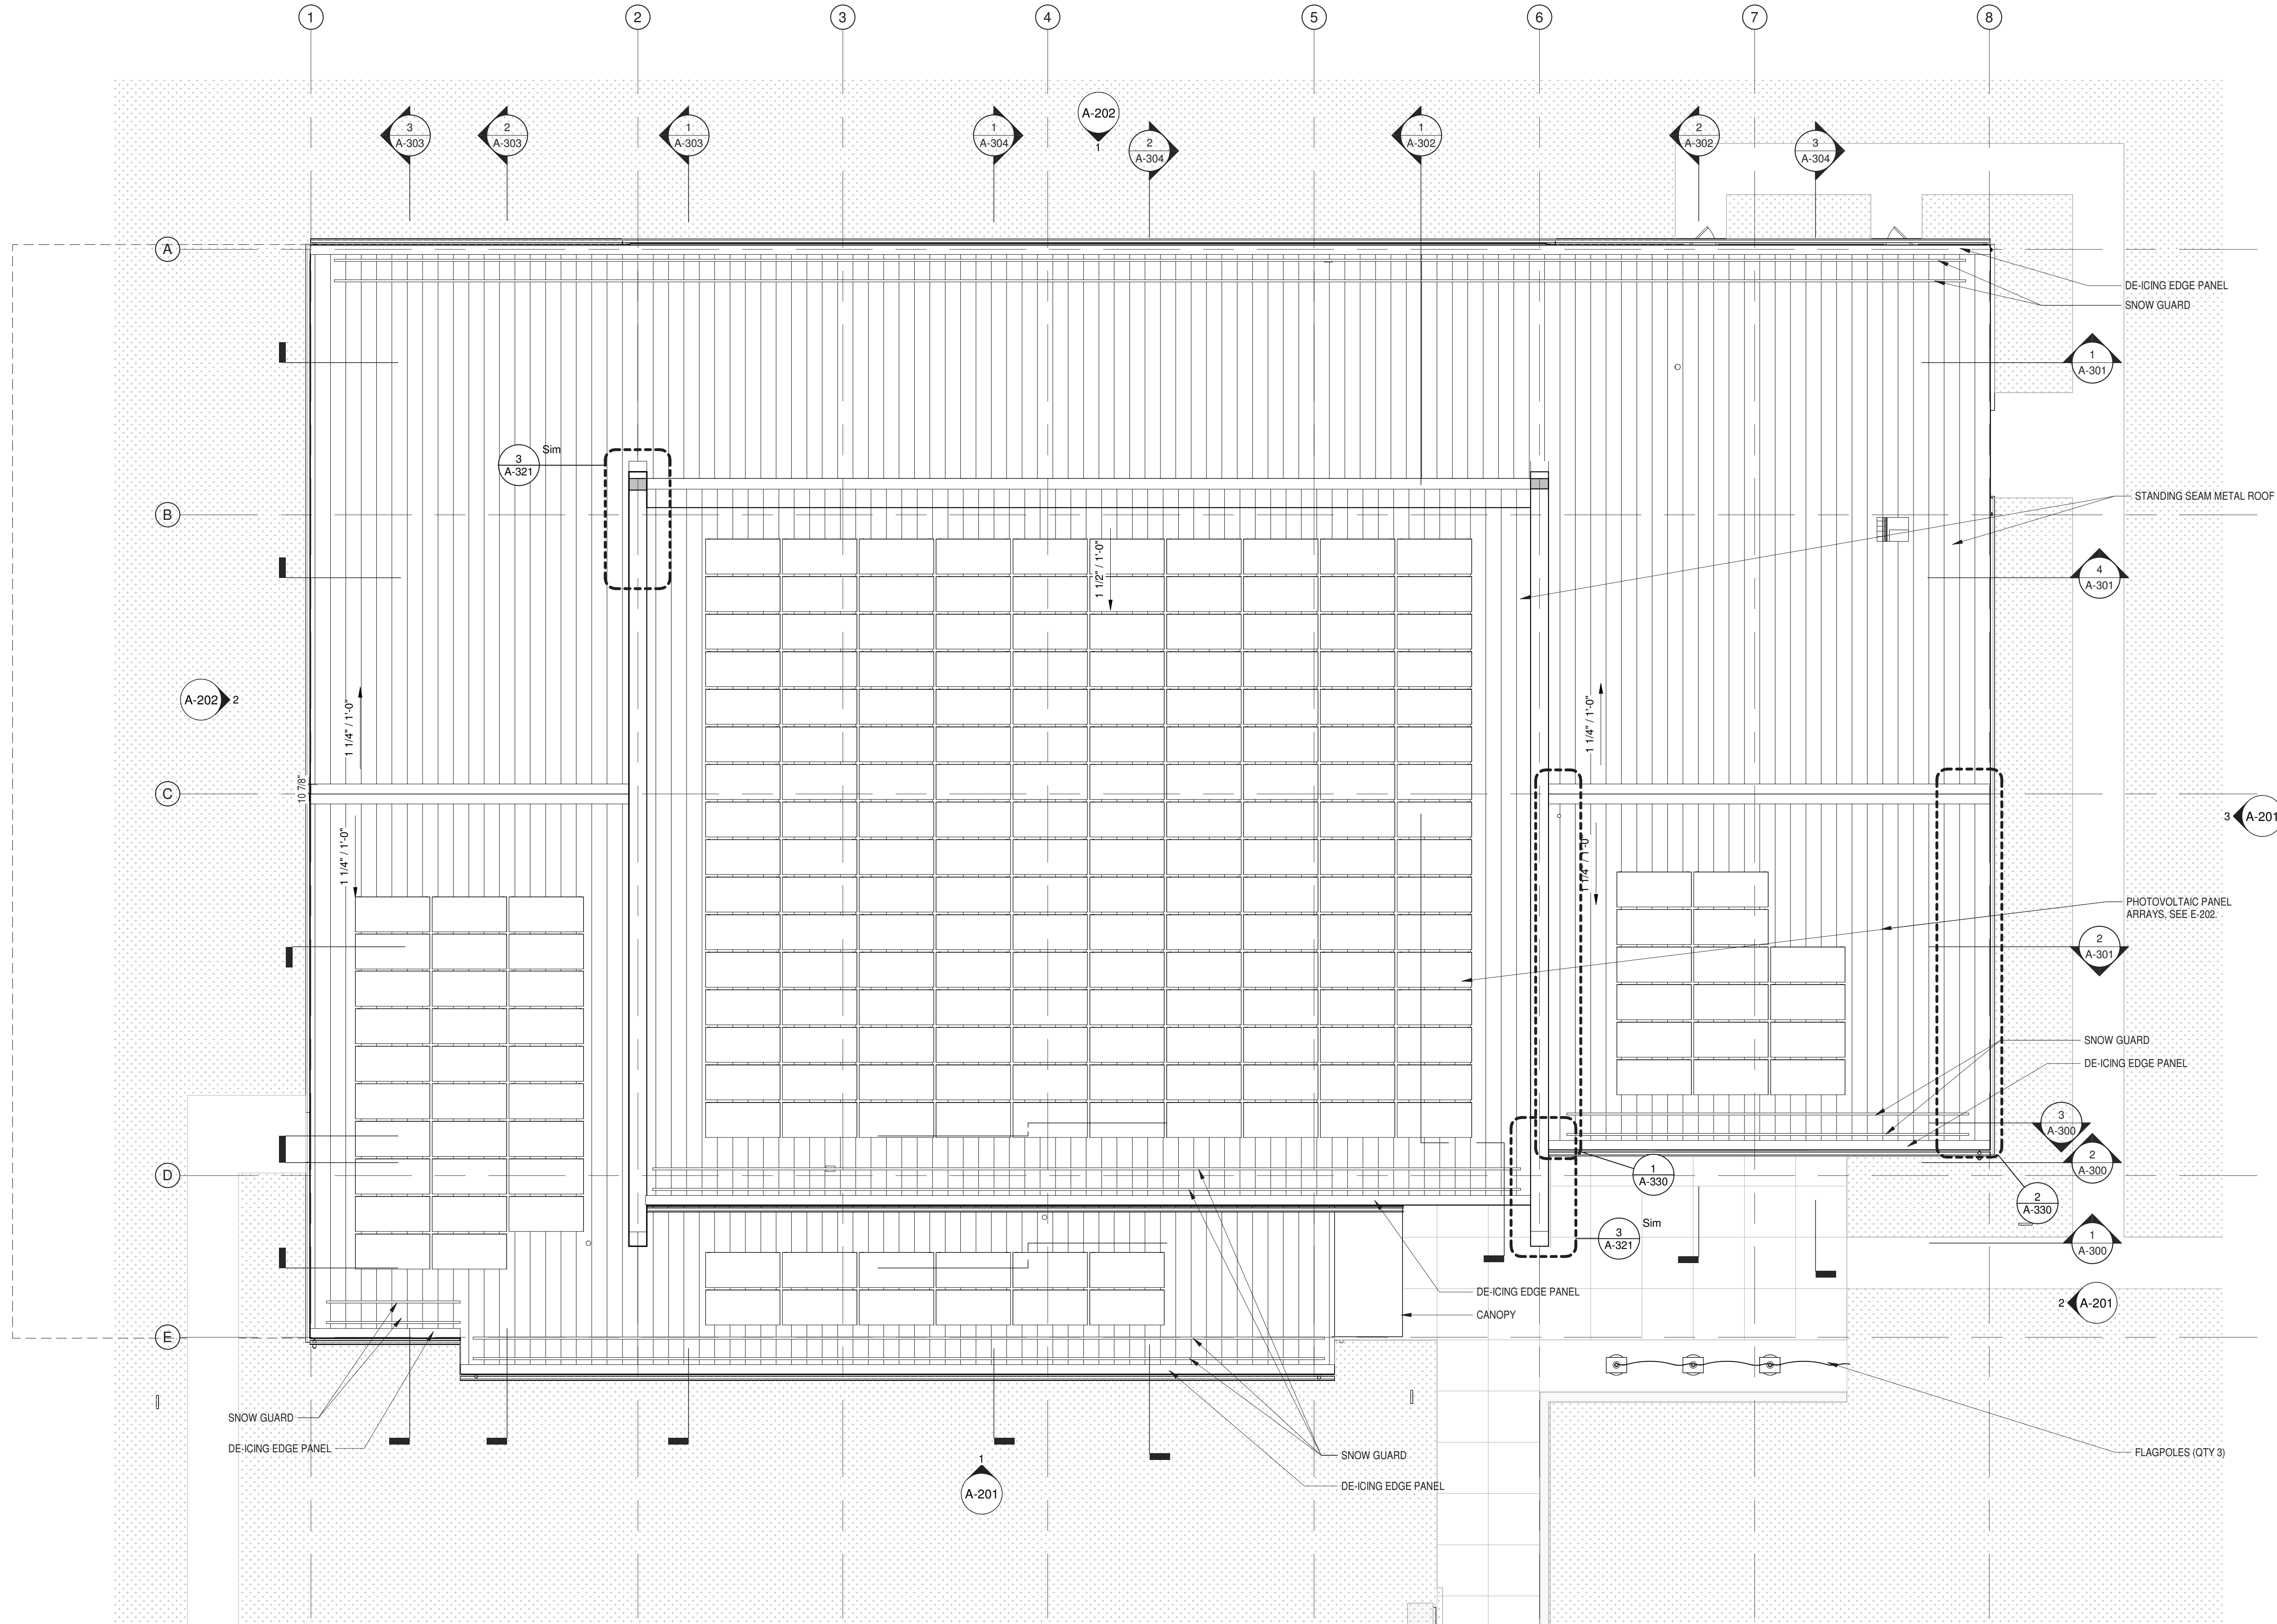 1
2
3
4
5
6
7
8
3
A-303
2
A-303
1
A-303
1
A-304
A-202
1
2
A-304
1
A-302
2
A-302
3
A-304
A
DE-ICING EDGE PANEL
SNOW GUARD
1
A-301
3
A-321
Sim
B
STANDING SEAM METAL ROOF
1 1/2" / 1'-0"
4
A-301
A-202
2
1 1/4" / 1'-0"
1 1/4" / 1'-0"
C
10 7/8"
3
A-201
1 1/4" / 1'-0"
1 1/4" / 1'-0"
PHOTOVOLTAIC PANEL
ARRAYS, SEE E-202.
2
A-301
SNOW GUARD
DE-ICING EDGE PANEL
3
A-300
2
A-300
D
1
A-330
2
A-330
3
A-321
Sim
1
A-300
DE-ICING EDGE PANEL
CANOPY
2
A-201
E
SNOW GUARD
DE-ICING EDGE PANEL
SNOW GUARD
DE-ICING EDGE PANEL
FLAGPOLES (QTY 3)
1
A-201